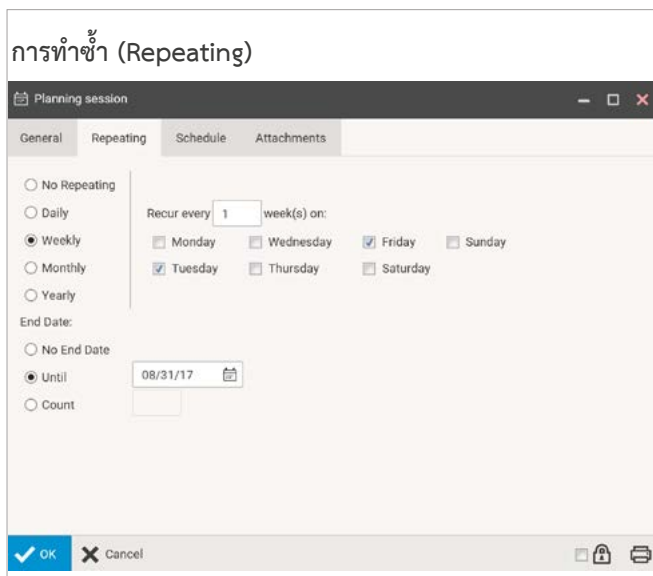 การทำซ้ำ (Repeating)
Planning session
General Repeating Schedule Attachments
No Repeating
Daily Recur every 1 week(s) on:
Weekly Monday Wednesday Friday Sunday
Monthly Tuesday Thursday Saturday
Yearly
End Date:
No End Date
Until 08/31/17
Count
OK Cancel